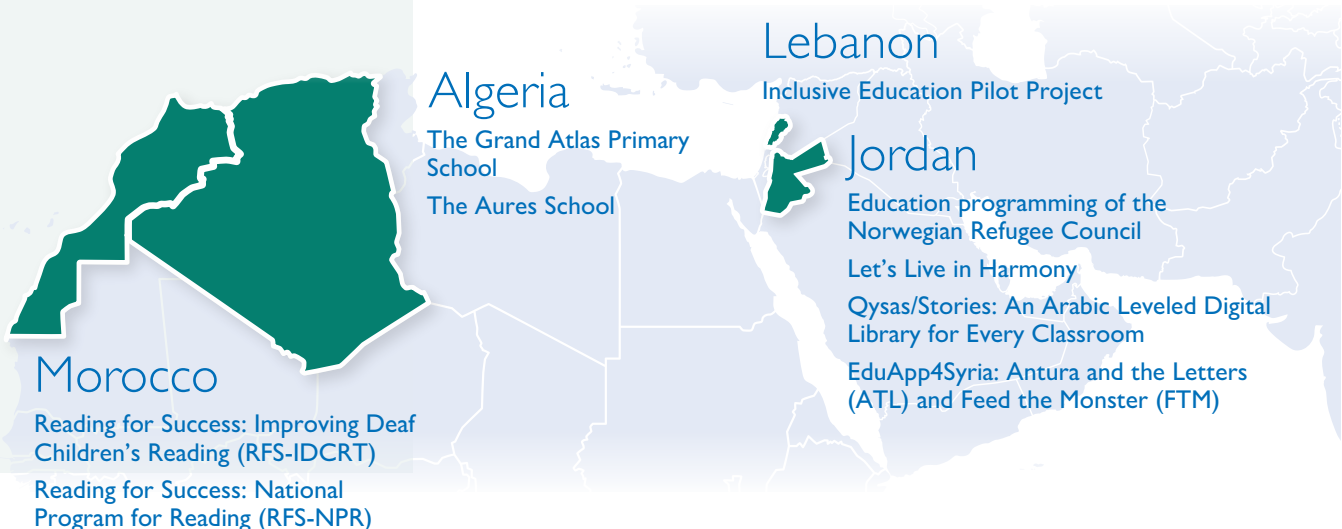 Algeria
The Grand Atlas Primary
School
The Aures School
Lebanon
Inclusive Education Pilot Project
Jordan
Education programming of the
Norwegian Refugee Council
Let's Live in Harmony
Qysas/Stories: An Arabic Leveled Digital
Library for Every Classroom
EduApp4Syria: Antura and the Letters
(ATL) and Feed the Monster (FTM)
Morocco
Reading for Success: Improving Deaf
Children's Reading (RFS-IDCRT)
Reading for Success: National
Program for Reading (RFS-NPR)